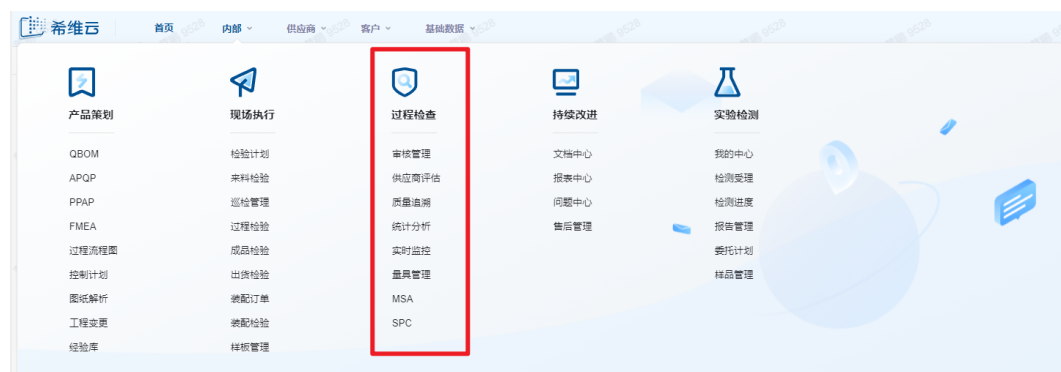 希维云 首页 内部 供应商 客户 基础数据
产品策划 现场执行 过程检查 持续改进 实验检测
QBOM 检验计划 审核管理 文档中心 我的中心
APQP 来料检验 供应商评估 报表中心 检测受理
PPAP 巡检管理 质量追溯 问题中心 检测进度
FMEA 过程检验 统计分析 售后管理 报告管理
过程流程图 成品检验 实时监控 委托计划
控制计划 出货检验 量具管理 样品管理
图纸解析 装配订单 MSA
工程变更 装配检验 SPC
经验库 样板管理